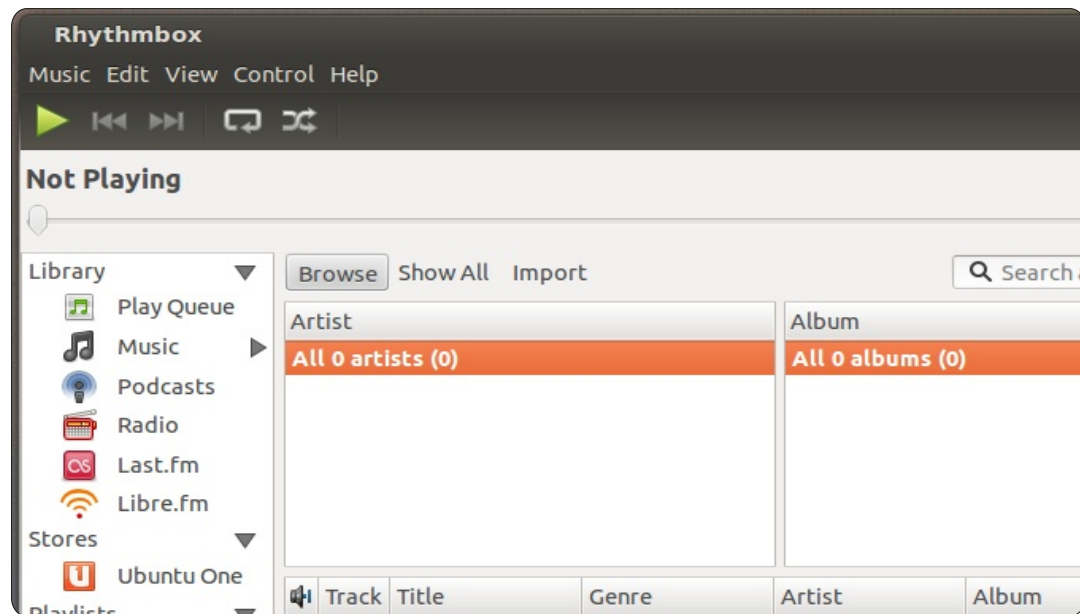 Rhythmbox
Music Edit View Control Help
Not Playing
Library
Play Queue
Music
Podcasts
Radio
Last.fm
Libre.fm
Stores
Ubuntu One
Playlists
Browse Show All Import
Search
Artist Album
All 0 artists (0) All 0 albums (0)
Track Title Genre Artist Album